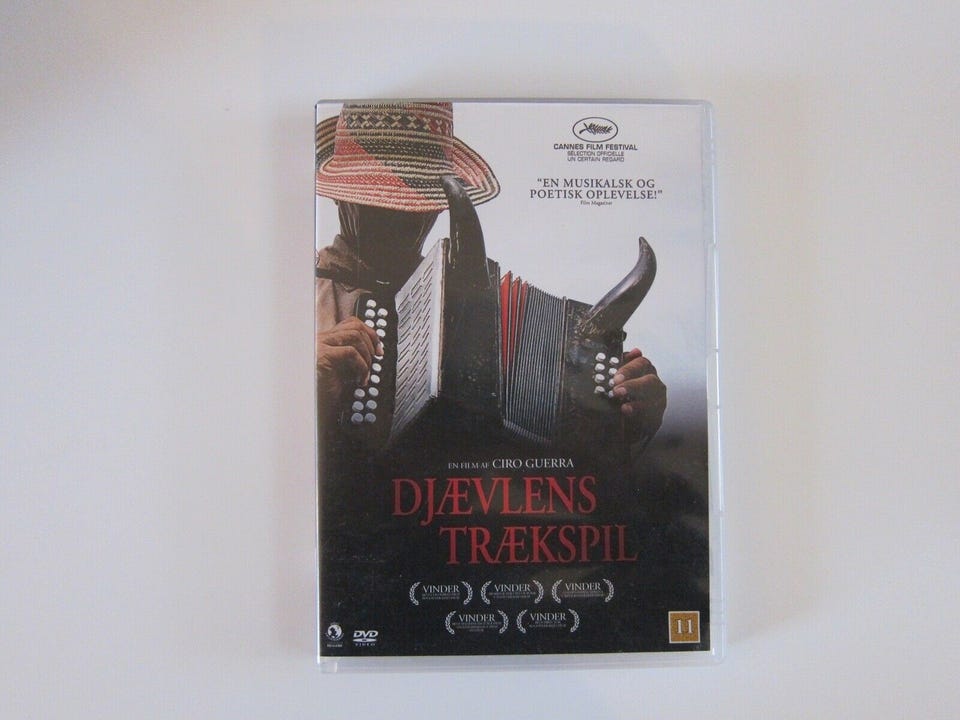 CANNES FILM FESTIVAL
SÉLECTION OFFICIELLE
UN CERTAIN REGARD
“EN MUSIKALSK OG
POETISK OPLEVELSE!”
Film Magasinet
EN FILM AF CIRO GUERRA
DJÆVLENS
TRÆKSPIL
VINDER VINDER VINDER
VINDER VINDER
DVD
VIDEO
11